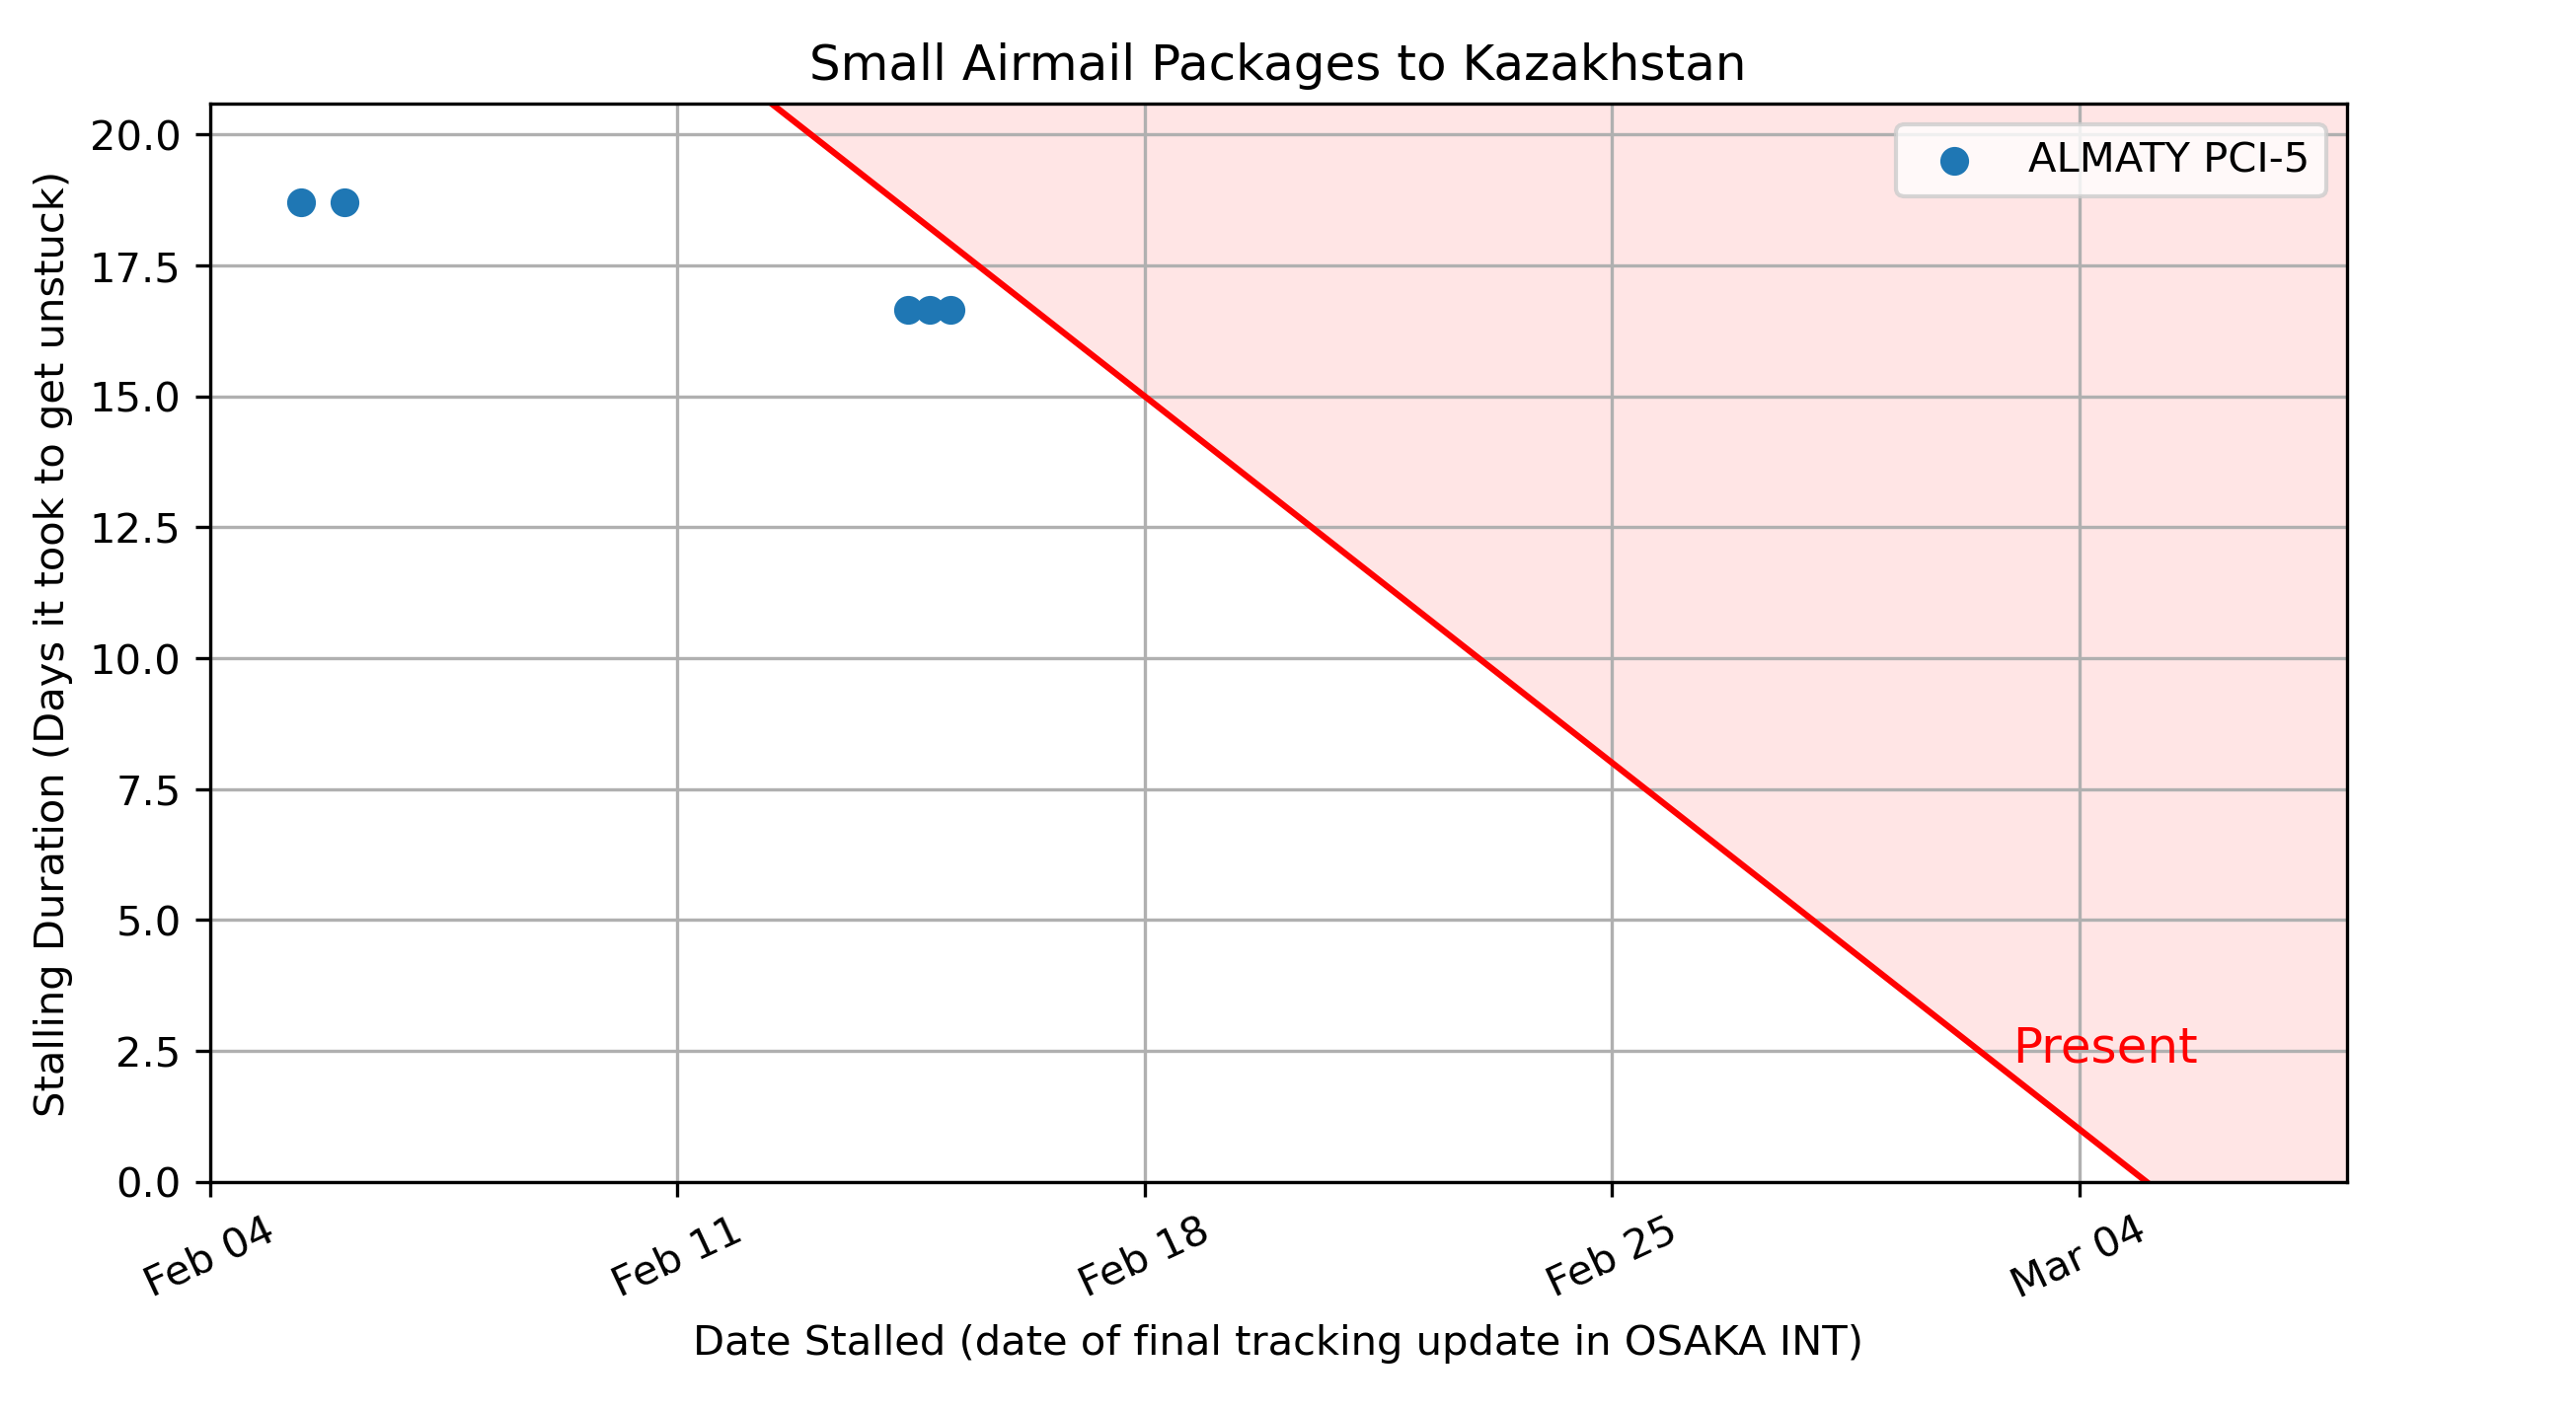 Small Airmail Packages to Kazakhstan
20.0
17.5
15.0
12.5
10.0
7.5
5.0
2.5
0.0
Stalling Duration (Days it took to get unstuck)
ALMATY PCI-5
Present
Feb 04
Feb 11
Feb 18
Feb 25
Mar 04
Date Stalled (date of final tracking update in OSAKA INT)